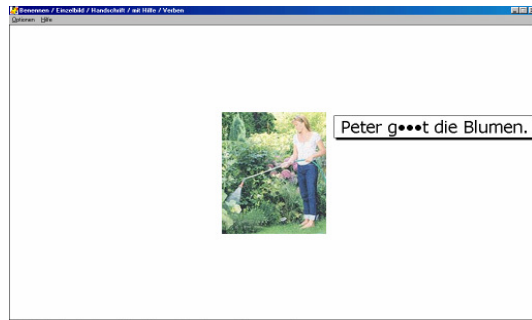 Benennen / Einzelbild / Handschrift / mit Hilfe / Verben
Optionen Hilfe
Peter g•••t die Blumen.